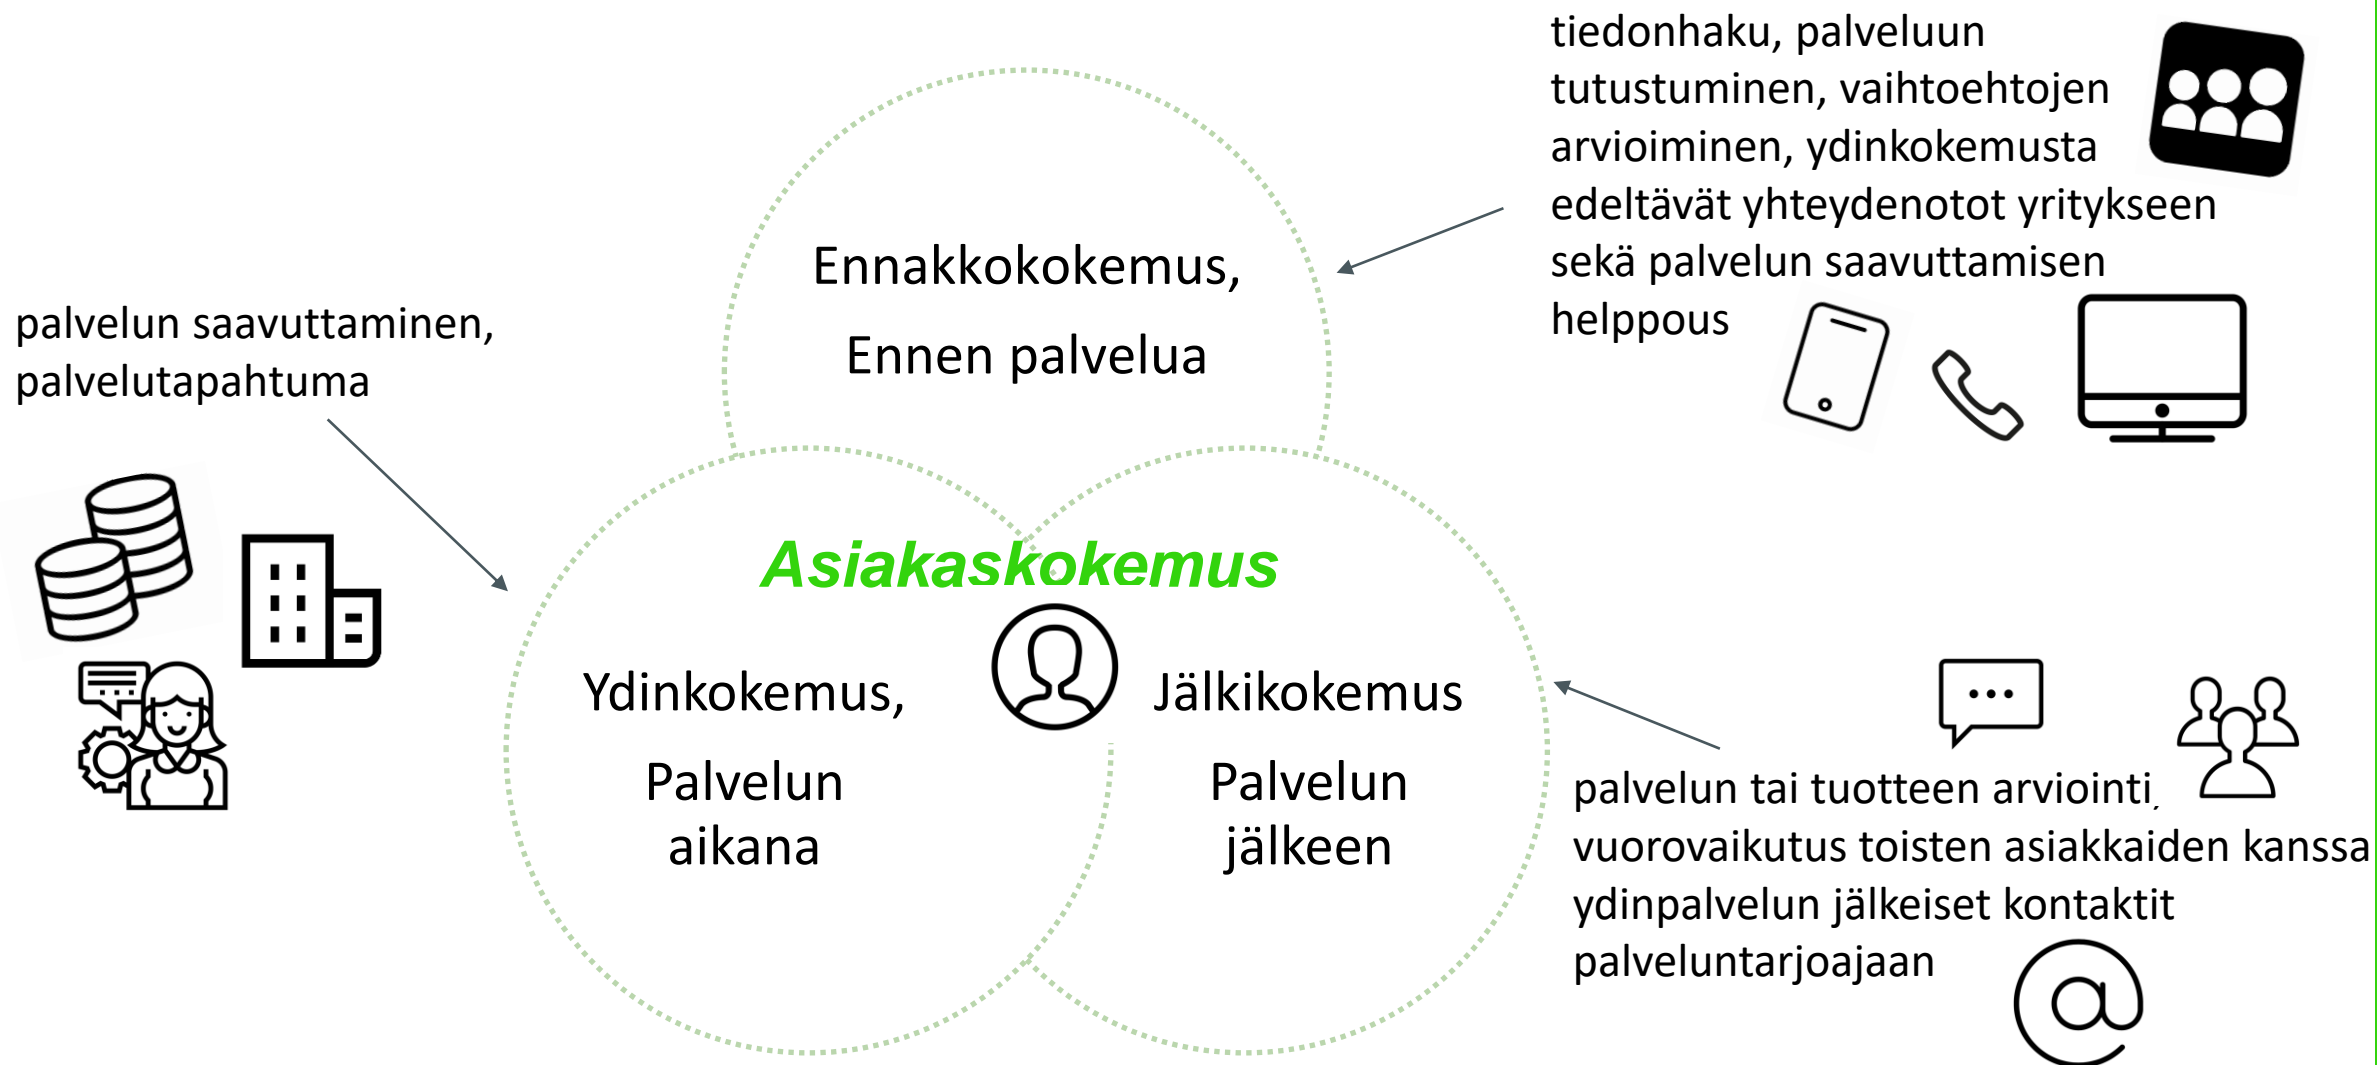 tiedonhaku, palveluun
tutustuminen, vaihtoehtojen
arvioiminen, ydinkokemusta
edeltävät yhteydenotot yritykseen
sekä palvelun saavuttamisen
helppous
Ennakkokokemus,
Ennen palvelua
palvelun saavuttaminen,
palvelutapahtuma
Asiakaskokemus
Ydinkokemus,
Palvelun
aikana
Jälkikokemus
Palvelun
jälkeen
palvelun tai tuotteen arviointi,
vuorovaikutus toisten asiakkaiden kanssa
ydinpalvelun jälkeiset kontaktit
palveluntarjoajaan